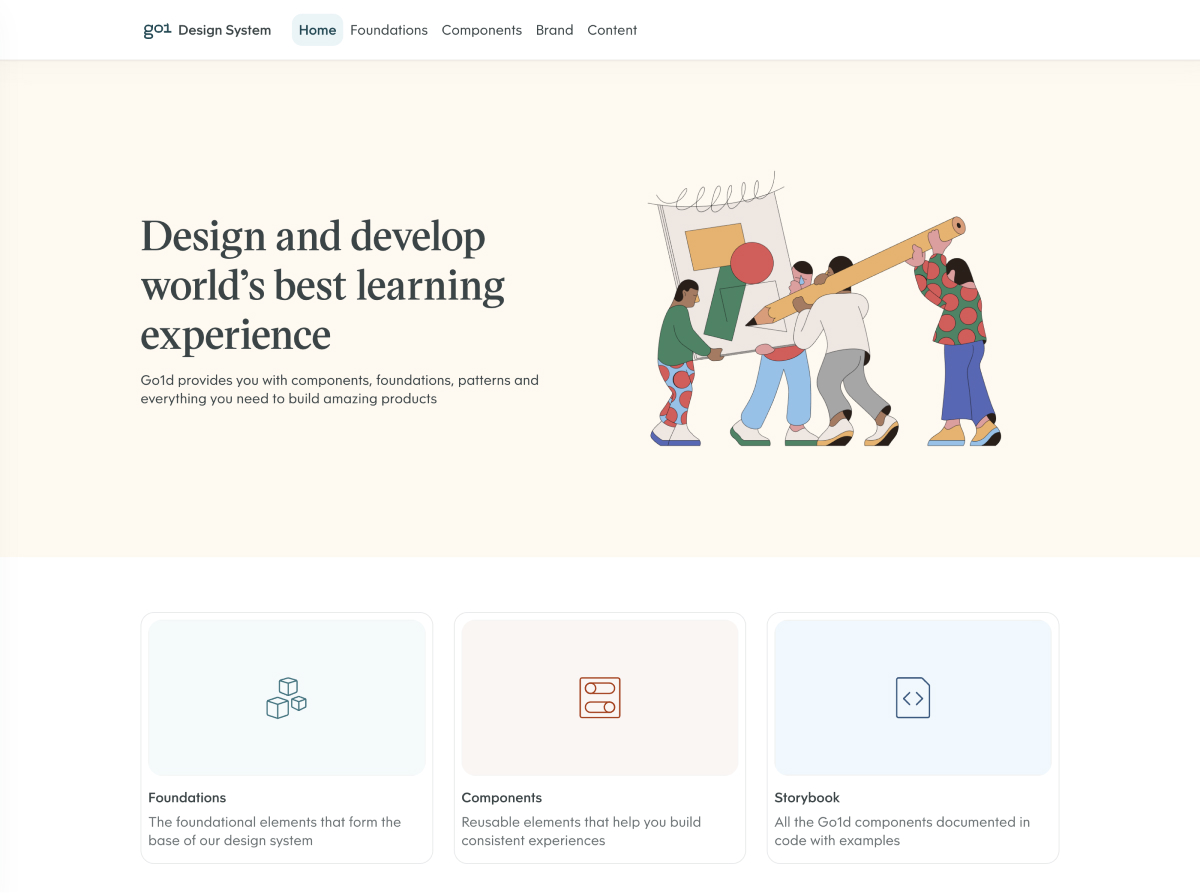 go1 Design System
Home
Foundations
Components
Brand
Content
Design and develop
world’s best learning
experience
Go1d provides you with components, foundations, patterns and
everything you need to build amazing products
Foundations
The foundational elements that form the
base of our design system
Components
Reusable elements that help you build
consistent experiences
Storybook
All the Go1d components documented in
code with examples